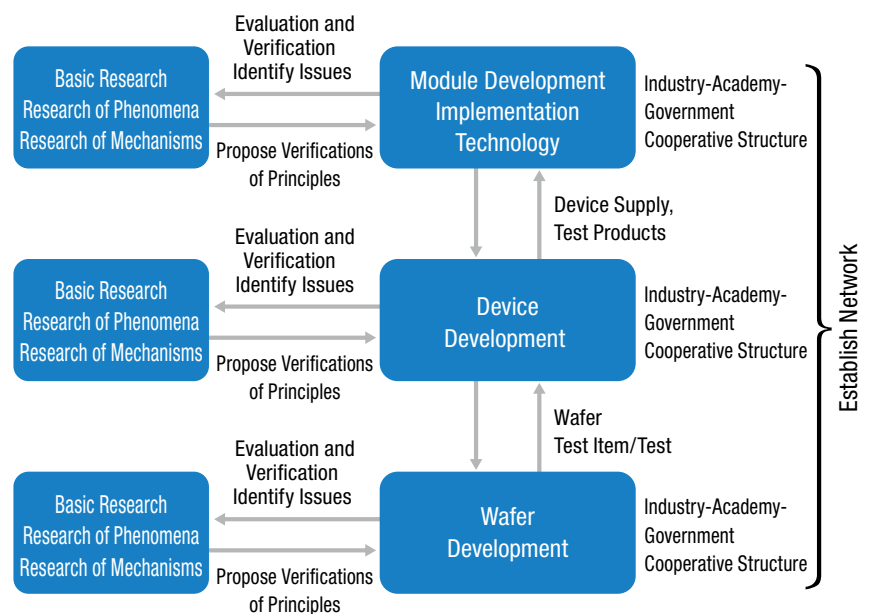 Evaluation and
Verification
Identify Issues
Basic Research
Research of Phenomena
Research of Mechanisms
Propose Verifications
of Principles
Module Development
Implementation
Technology
Industry-Academy-
Government
Cooperative Structure
Device Supply,
Test Products
Evaluation and
Verification
Identify Issues
Basic Research
Research of Phenomena
Research of Mechanisms
Propose Verifications
of Principles
Device
Development
Industry-Academy-
Government
Cooperative Structure
Wafer
Test Item/Test
Evaluation and
Verification
Identify Issues
Basic Research
Research of Phenomena
Research of Mechanisms
Propose Verifications
of Principles
Wafer
Development
Industry-Academy-
Government
Cooperative Structure
Establish Network